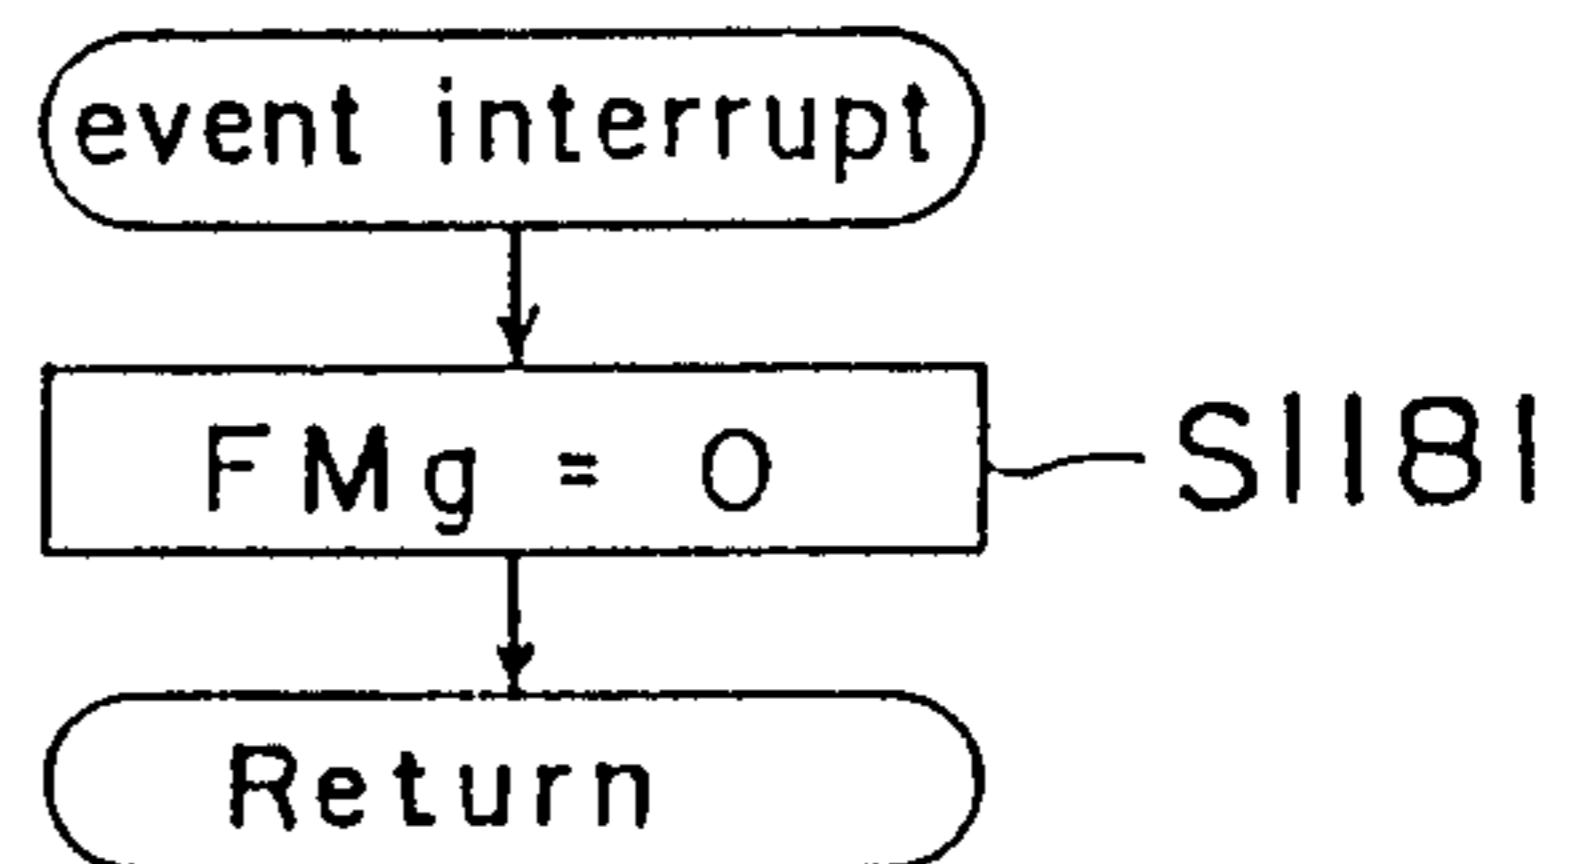 event interrupt
FMg = 0 S1181
Return